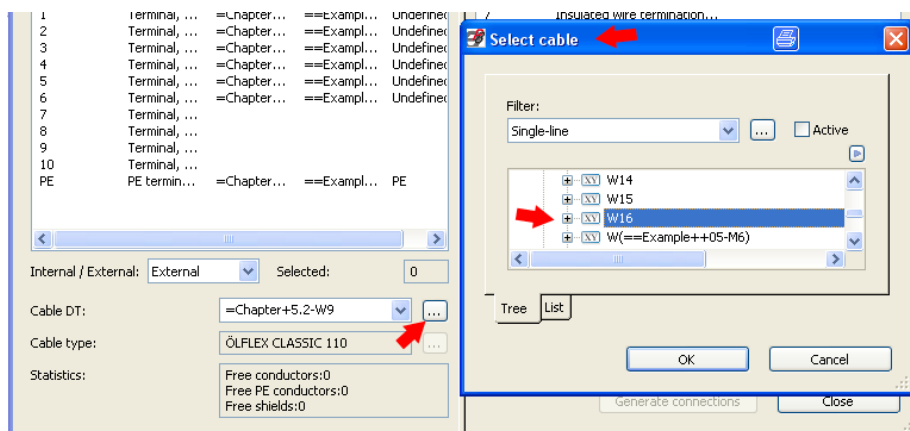 1 Terminal, ... =Chapter... ==Exampl... Undefined
2 Terminal, ... =Chapter... ==Exampl... Undefined
3 Terminal, ... =Chapter... ==Exampl... Undefined
4 Terminal, ... =Chapter... ==Exampl... Undefined
5 Terminal, ... =Chapter... ==Exampl... Undefined
6 Terminal, ... =Chapter... ==Exampl... Undefined
7 Terminal, ...
8 Terminal, ...
9 Terminal, ...
10 Terminal, ...
PE PE termin... =Chapter... ==Exampl... PE
Internal / External: External Selected: 0
Cable DT: =Chapter+5.2-W9 ...
Cable type: ÖLFLEX CLASSIC 110 ...
Statistics: Free conductors:0
Free PE conductors:0
Free shields:0
7 Insulated wire termination...
Select cable
Filter:
Single-line ... Active
XY W14
XY W15
XY W16
XY W(==Example++05-M6)
Tree List
OK Cancel
Generate connections Close